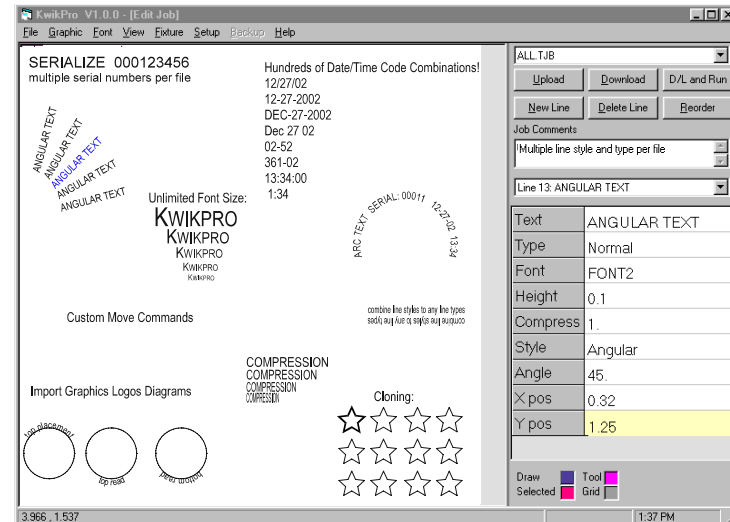 KwikPro V1.0.0 - [Edit Job]
File Graphic Font View Fixture Setup Backup Help
SERIALIZE 000123456
multiple serial numbers per file
Hundreds of Date/Time Code Combinations!
12/27/02
12-27-2002
DEC-27-2002
Dec 27 02
02-52
361-02
13:34:00
1:34
ANGULAR TEXT
ANGULAR TEXT
ANGULAR TEXT
ANGULAR TEXT
ANGULAR TEXT
Unlimited Font Size:
KWIKPRO
KWIKPRO
KWIKPRO
KWIKPRO
KWIKPRO
ARC TEXT SERIAL: 00011 12-27-02 13:34
Custom Move Commands
combine line styles to any line types
combine line styles to any line types
COMPRESSION
COMPRESSION
COMPRESSION
COMPRESSION
Import Graphics Logos Diagrams
Cloning:
top placement
top read
bottom read
ALL.TJB
Upload Download D/L and Run
New Line Delete Line Reorder
Job Comments
!Multiple line style and type per file
Line 13: ANGULAR TEXT
Text ANGULAR TEXT
Type Normal
Font FONT2
Height 0.1
Compress 1.
Style Angular
Angle 45.
X pos 0.32
Y pos 1.25
Draw Tool
Selected Grid
3.966 , 1.537 1:37 PM